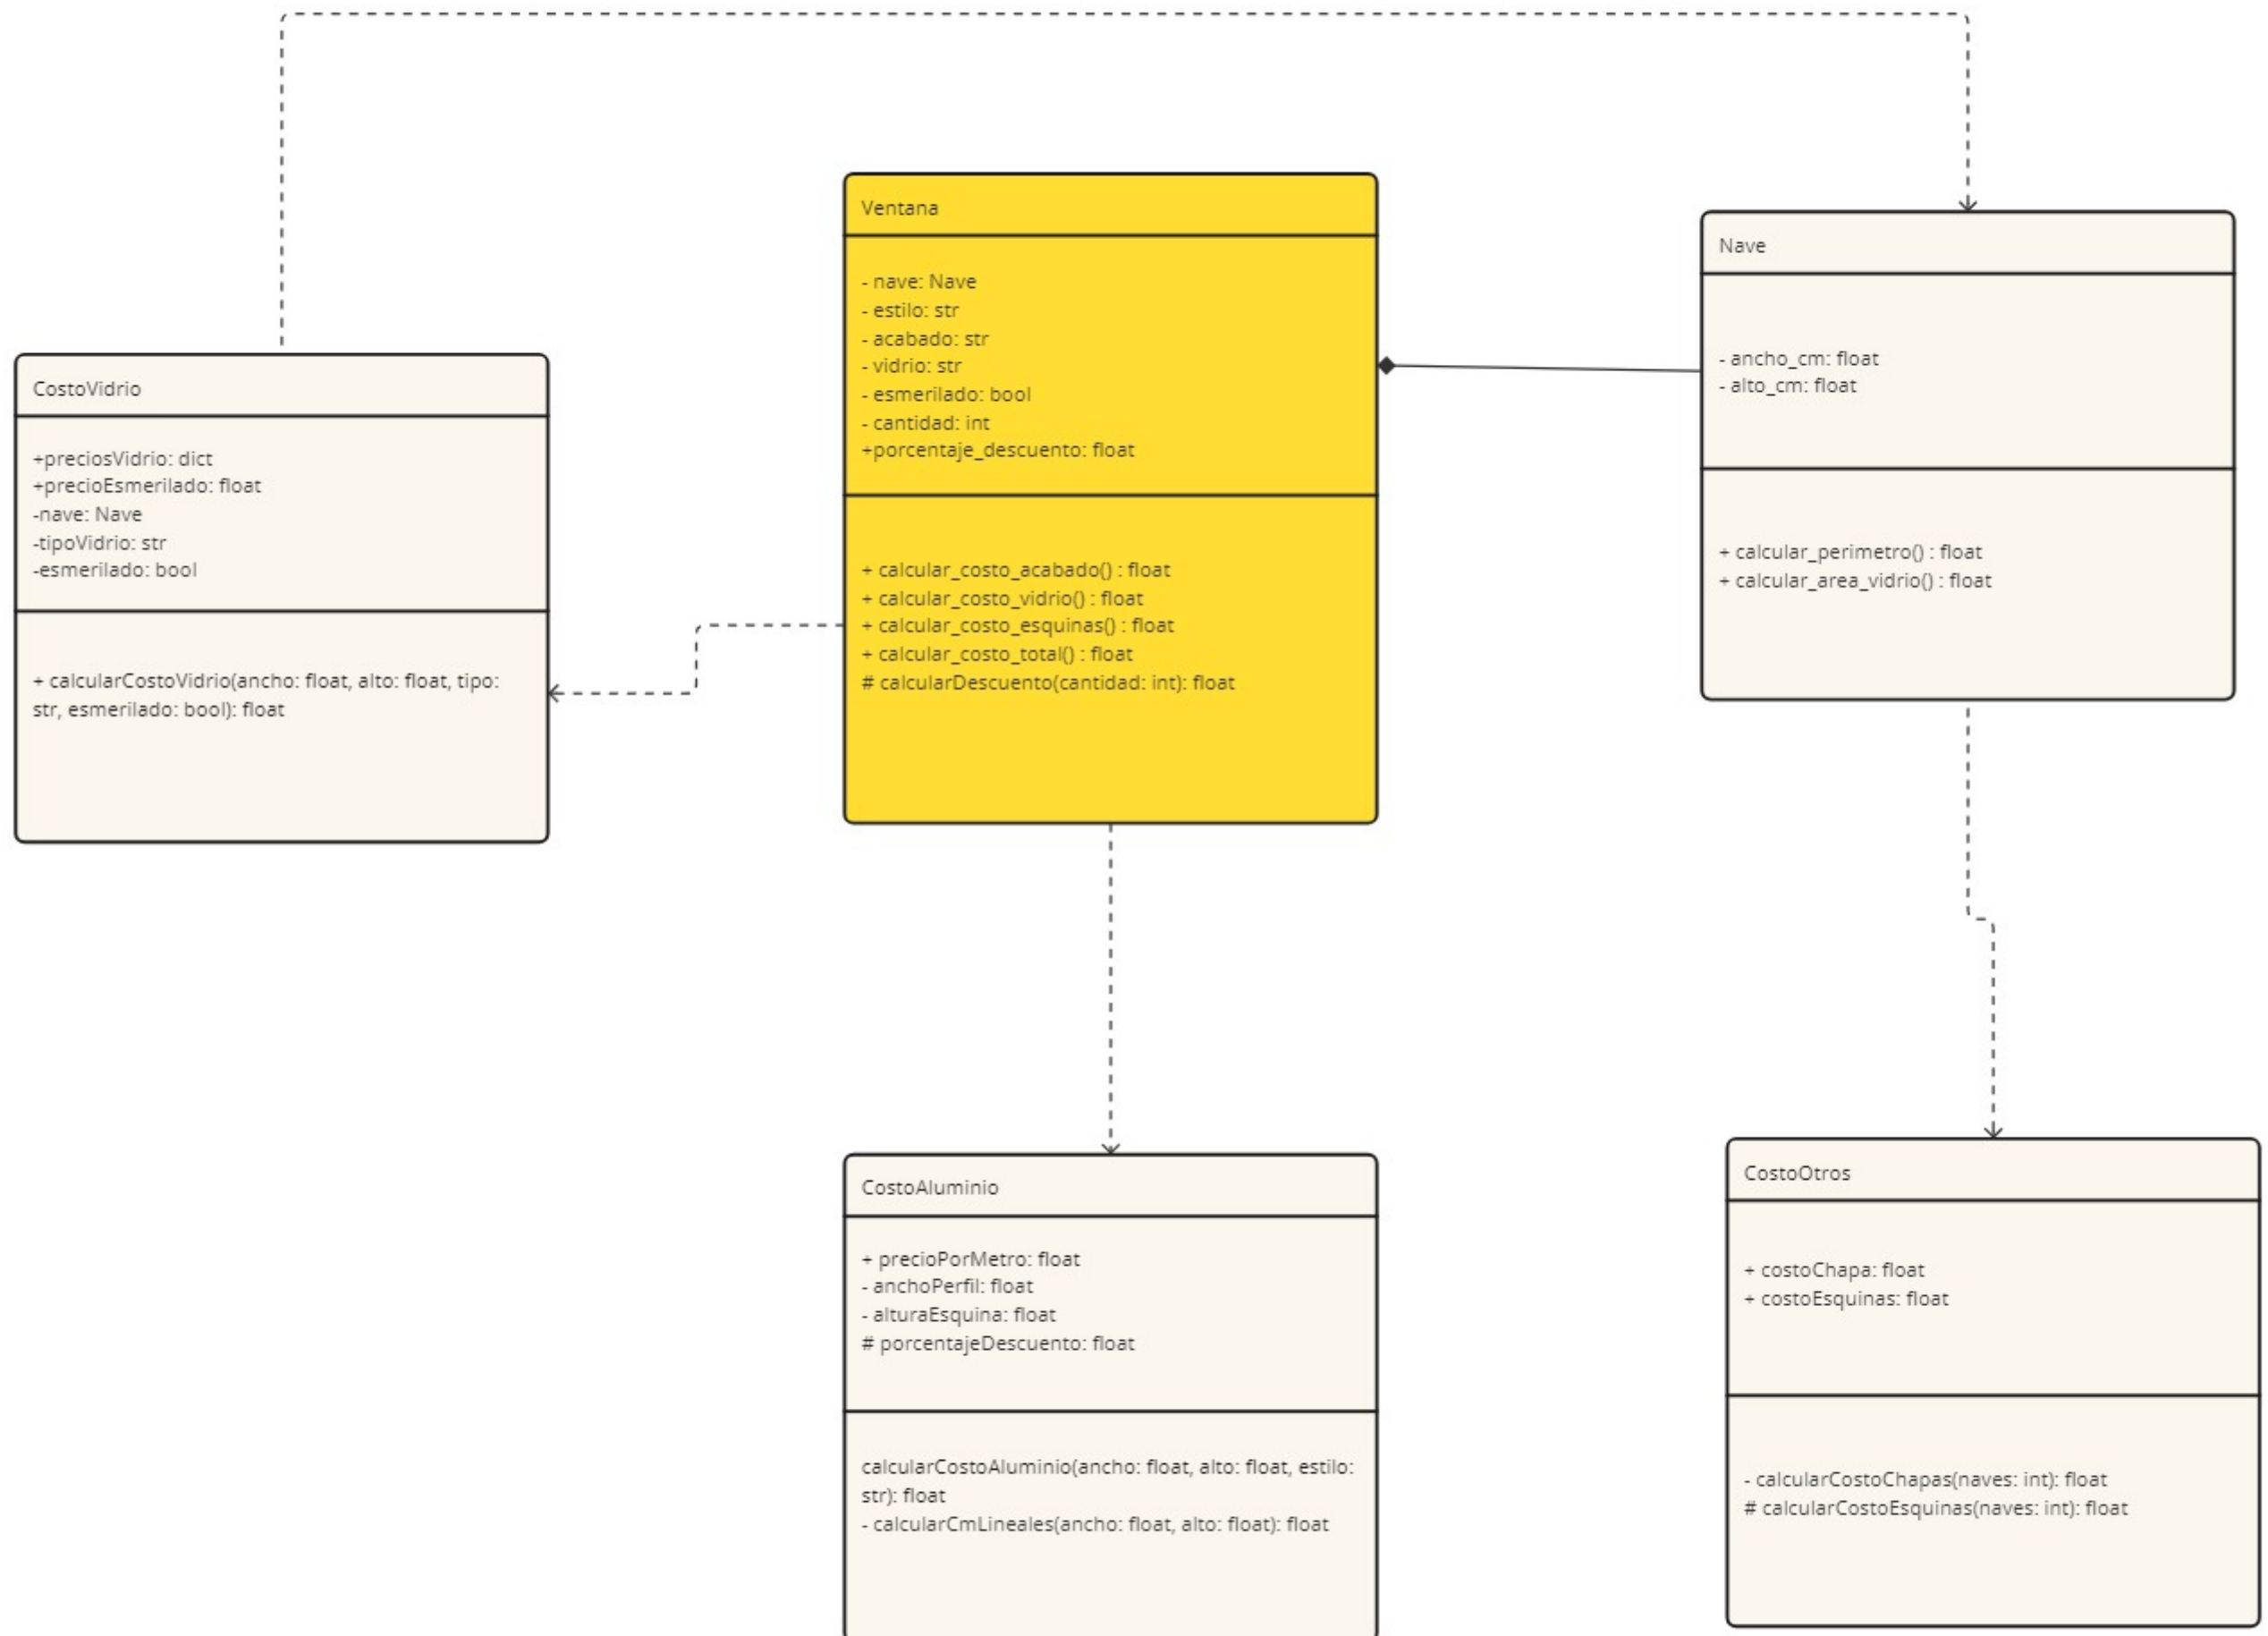 Ventana
- nave: Nave
- estilo: str
- acabado: str
- vidrio: str
- esmerilado: bool
- cantidad: int
+porcentaje_descuento: float
+ calcular_costo_acabado() : float
+ calcular_costo_vidrio() : float
+ calcular_costo_esquinas() : float
+ calcular_costo_total() : float
# calcularDescuento(cantidad: int): float
Nave
- ancho_cm: float
- alto_cm: float
+ calcular_perimetro() : float
+ calcular_area_vidrio() : float
CostoVidrio
+preciosVidrio: dict
+precioEsmerilado: float
-nave: Nave
-tipoVidrio: str
-esmerilado: bool
+ calcularCostoVidrio(ancho: float, alto: float, tipo:
str, esmerilado: bool): float
CostoAluminio
+ precioPorMetro: float
- anchoPerfil: float
- alturaEsquina: float
# porcentajeDescuento: float
calcularCostoAluminio(ancho: float, alto: float, estilo:
str): float
- calcularCmLineales(ancho: float, alto: float): float
CostoOtros
+ costoChapa: float
+ costoEsquinas: float
- calcularCostoChapas(naves: int): float
# calcularCostoEsquinas(naves: int): float